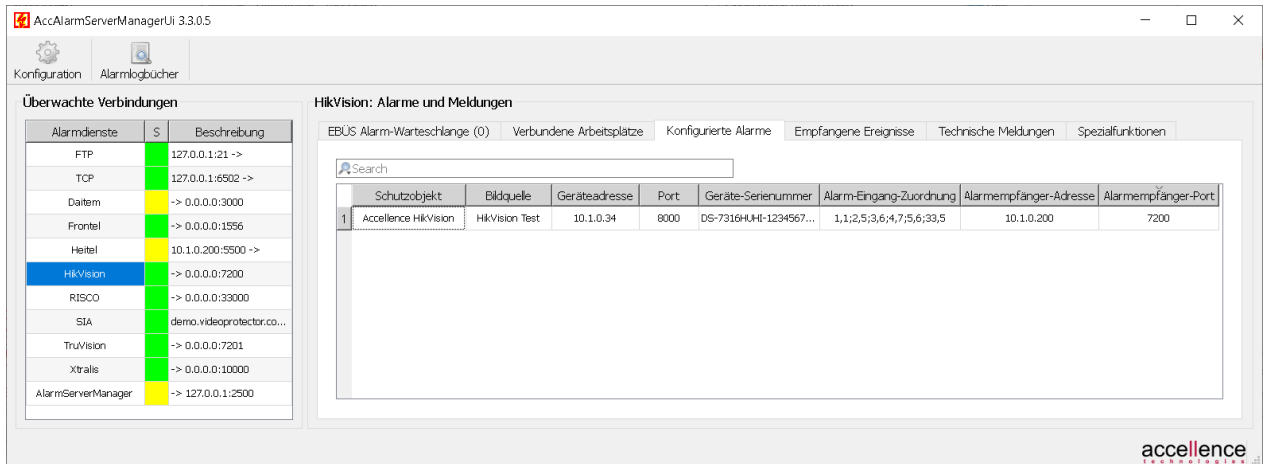 AccAlarmServerManagerUi 3.3.0.5
Konfiguration Alarmlogbücher
Überwachte Verbindungen
Alarmdienste S Beschreibung
FTP 127.0.0.1:21 ->
TCP 127.0.0.1:6502 ->
Daitem -> 0.0.0.0:3000
Frontel -> 0.0.0.0:1556
Heitel 10.1.0.200:5500 ->
HikVision -> 0.0.0.0:7200
RISCO -> 0.0.0.0:33000
SIA demo.videoprotector.co...
TruVision -> 0.0.0.0:7201
Xtralis -> 0.0.0.0:10000
AlarmServerManager -> 127.0.0.1:2500
HikVision: Alarme und Meldungen
EBÜS Alarm-Warteschlange (0) Verbundene Arbeitsplätze Konfigurierte Alarme Empfangene Ereignisse Technische Meldungen Spezialfunktionen
Search
Schutzobjekt Bildquelle Geräteadresse Port Geräte-Seriennummer Alarm-Eingang-Zuordnung Alarmempfänger-Adresse Alarmempfänger-Port
1 Accellence HikVision HikVision Test 10.1.0.34 8000 DS-7316HUHI-1234567... 1,1;2,5;3,6;4,7;5,6;33,5 10.1.0.200 7200
accellence
technologies